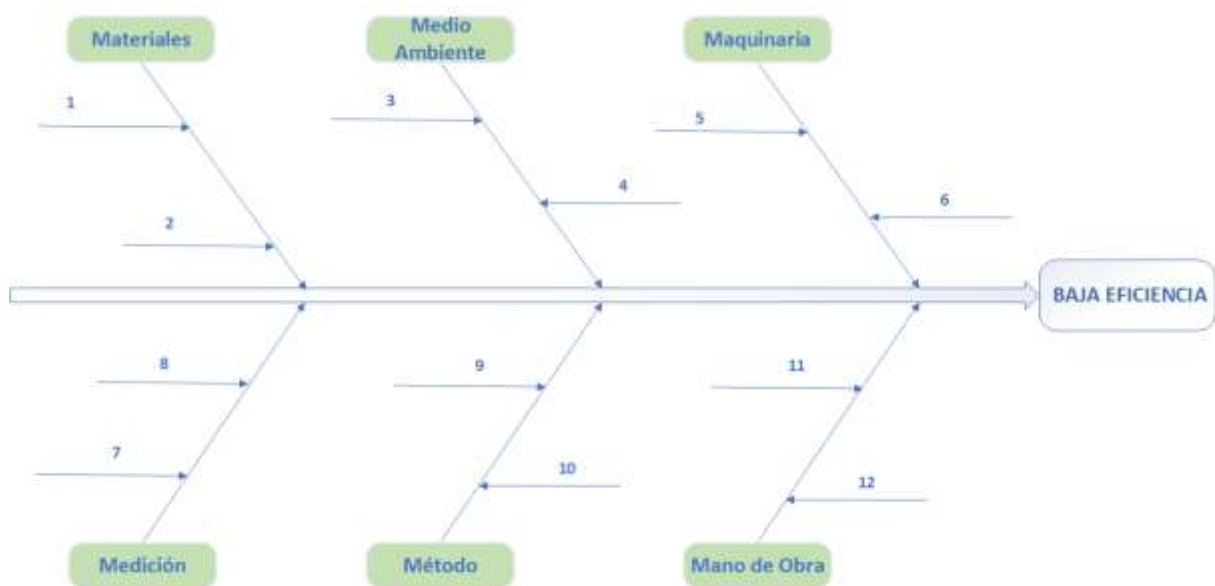 Materiales
Medio
Ambiente
Maquinaria
1
3
5
2
4
6
BAJA EFICIENCIA
8
9
11
7
10
12
Medición
Método
Mano de Obra